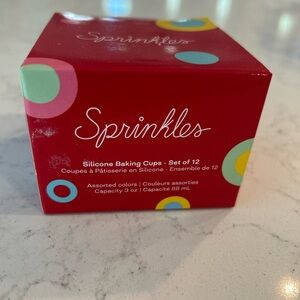 Sprinkles
Sprinkles
Silicone Baking Cups - Set of 12
Coupes à Pâtisserie en Silicone - Ensemble de 12
Assorted colors | Couleurs assorties
Capacity 3 oz | Capacité 88 mL